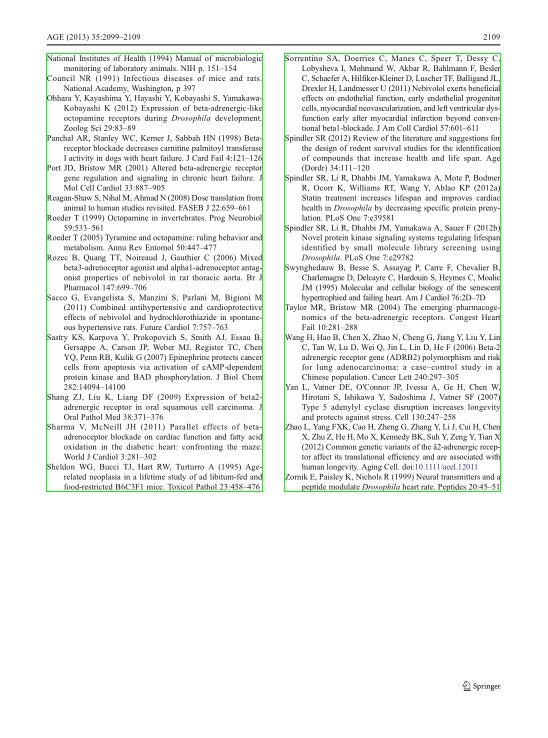 AGE (2013) 35:2099–2109
2109
National Institutes of Health (1994) Manual of microbiologic
monitoring of laboratory animals. NIH p. 151–154
Council NR (1991) Infectious diseases of mice and rats.
National Academy, Washington, p 397
Ohhara Y, Kayashima Y, Hayashi Y, Kobayashi S, Yamakawa-
Kobayashi K (2012) Expression of beta-adrenergic-like
octopamine receptors during Drosophila development.
Zoolog Sci 29:83–89
Panchal AR, Stanley WC, Kerner J, Sabbah HN (1998) Beta-
receptor blockade decreases carnitine palmitoyl transferase
I activity in dogs with heart failure. J Card Fail 4:121–126
Port JD, Bristow MR (2001) Altered beta-adrenergic receptor
gene regulation and signaling in chronic heart failure. J
Mol Cell Cardiol 33:887–905
Reagan-Shaw S, Nihal M, Ahmad N (2008) Dose translation from
animal to human studies revisited. FASEB J 22:659–661
Roeder T (1999) Octopamine in invertebrates. Prog Neurobiol
59:533–561
Roeder T (2005) Tyramine and octopamine: ruling behavior and
metabolism. Annu Rev Entomol 50:447–477
Rozec B, Quang TT, Noireaud J, Gauthier C (2006) Mixed
beta3-adrenoceptor agonist and alpha1-adrenoceptor antag-
onist properties of nebivolol in rat thoracic aorta. Br J
Pharmacol 147:699–706
Sacco G, Evangelista S, Manzini S, Parlani M, Bigioni M
(2011) Combined antihypertensive and cardioprotective
effects of nebivolol and hydrochlorothiazide in spontane-
ous hypertensive rats. Future Cardiol 7:757–763
Sastry KS, Karpova Y, Prokopovich S, Smith AJ, Essau B,
Gersappe A, Carson JP, Weber MJ, Register TC, Chen
YQ, Penn RB, Kulik G (2007) Epinephrine protects cancer
cells from apoptosis via activation of cAMP-dependent
protein kinase and BAD phosphorylation. J Biol Chem
282:14094–14100
Shang ZJ, Liu K, Liang DF (2009) Expression of beta2-
adrenergic receptor in oral squamous cell carcinoma. J
Oral Pathol Med 38:371–376
Sharma V, McNeill JH (2011) Parallel effects of beta-
adrenoceptor blockade on cardiac function and fatty acid
oxidation in the diabetic heart: confronting the maze.
World J Cardiol 3:281–302
Sheldon WG, Bucci TJ, Hart RW, Turturro A (1995) Age-
related neoplasia in a lifetime study of ad libitum-fed and
food-restricted B6C3F1 mice. Toxicol Pathol 23:458–476
Sorrentino SA, Doerries C, Manes C, Speer T, Dessy C,
Lobysheva I, Mohmand W, Akbar R, Bahlmann F, Besler
C, Schaefer A, Hilfiker-Kleiner D, Luscher TF, Balligand JL,
Drexler H, Landmesser U (2011) Nebivolol exerts beneficial
effects on endothelial function, early endothelial progenitor
cells, myocardial neovascularization, and left ventricular dys-
function early after myocardial infarction beyond conven-
tional beta1-blockade. J Am Coll Cardiol 57:601–611
Spindler SR (2012) Review of the literature and suggestions for
the design of rodent survival studies for the identification
of compounds that increase health and life span. Age
(Dordr) 34:111–120
Spindler SR, Li R, Dhahbi JM, Yamakawa A, Mote P, Bodmer
R, Ocorr K, Williams RT, Wang Y, Ablao KP (2012a)
Statin treatment increases lifespan and improves cardiac
health in Drosophila by decreasing specific protein preny-
lation. PLoS One 7:e39581
Spindler SR, Li R, Dhahbi JM, Yamakawa A, Sauer F (2012b)
Novel protein kinase signaling systems regulating lifespan
identified by small molecule library screening using
Drosophila. PLoS One 7:e29782
Swynghedauw B, Besse S, Assayag P, Carre F, Chevalier B,
Charlemagne D, Delcayre C, Hardouin S, Heymes C, Moalic
JM (1995) Molecular and cellular biology of the senescent
hypertrophied and failing heart. Am J Cardiol 76:2D–7D
Taylor MR, Bristow MR (2004) The emerging pharmacoge-
nomics of the beta-adrenergic receptors. Congest Heart
Fail 10:281–288
Wang H, Hao B, Chen X, Zhao N, Cheng G, Jiang Y, Liu Y, Lin
C, Tan W, Lu D, Wei Q, Jin L, Lin D, He F (2006) Beta-2
adrenergic receptor gene (ADRB2) polymorphism and risk
for lung adenocarcinoma: a case–control study in a
Chinese population. Cancer Lett 240:297–305
Yan L, Vatner DE, O'Connor JP, Ivessa A, Ge H, Chen W,
Hirotani S, Ishikawa Y, Sadoshima J, Vatner SF (2007)
Type 5 adenylyl cyclase disruption increases longevity
and protects against stress. Cell 130:247–258
Zhao L, Yang FXK, Cao H, Zheng G, Zhang Y, Li J, Cui H, Chen
X, Zhu Z, He H, Mo X, Kennedy BK, Suh Y, Zeng Y, Tian X
(2012) Common genetic variants of the â2-adrenergic recep-
tor affect its translational efficiency and are associated with
human longevity. Aging Cell. doi:10.1111/acel.12011
Zornik E, Paisley K, Nichols R (1999) Neural transmitters and a
peptide modulate Drosophila heart rate. Peptides 20:45–51
Springer